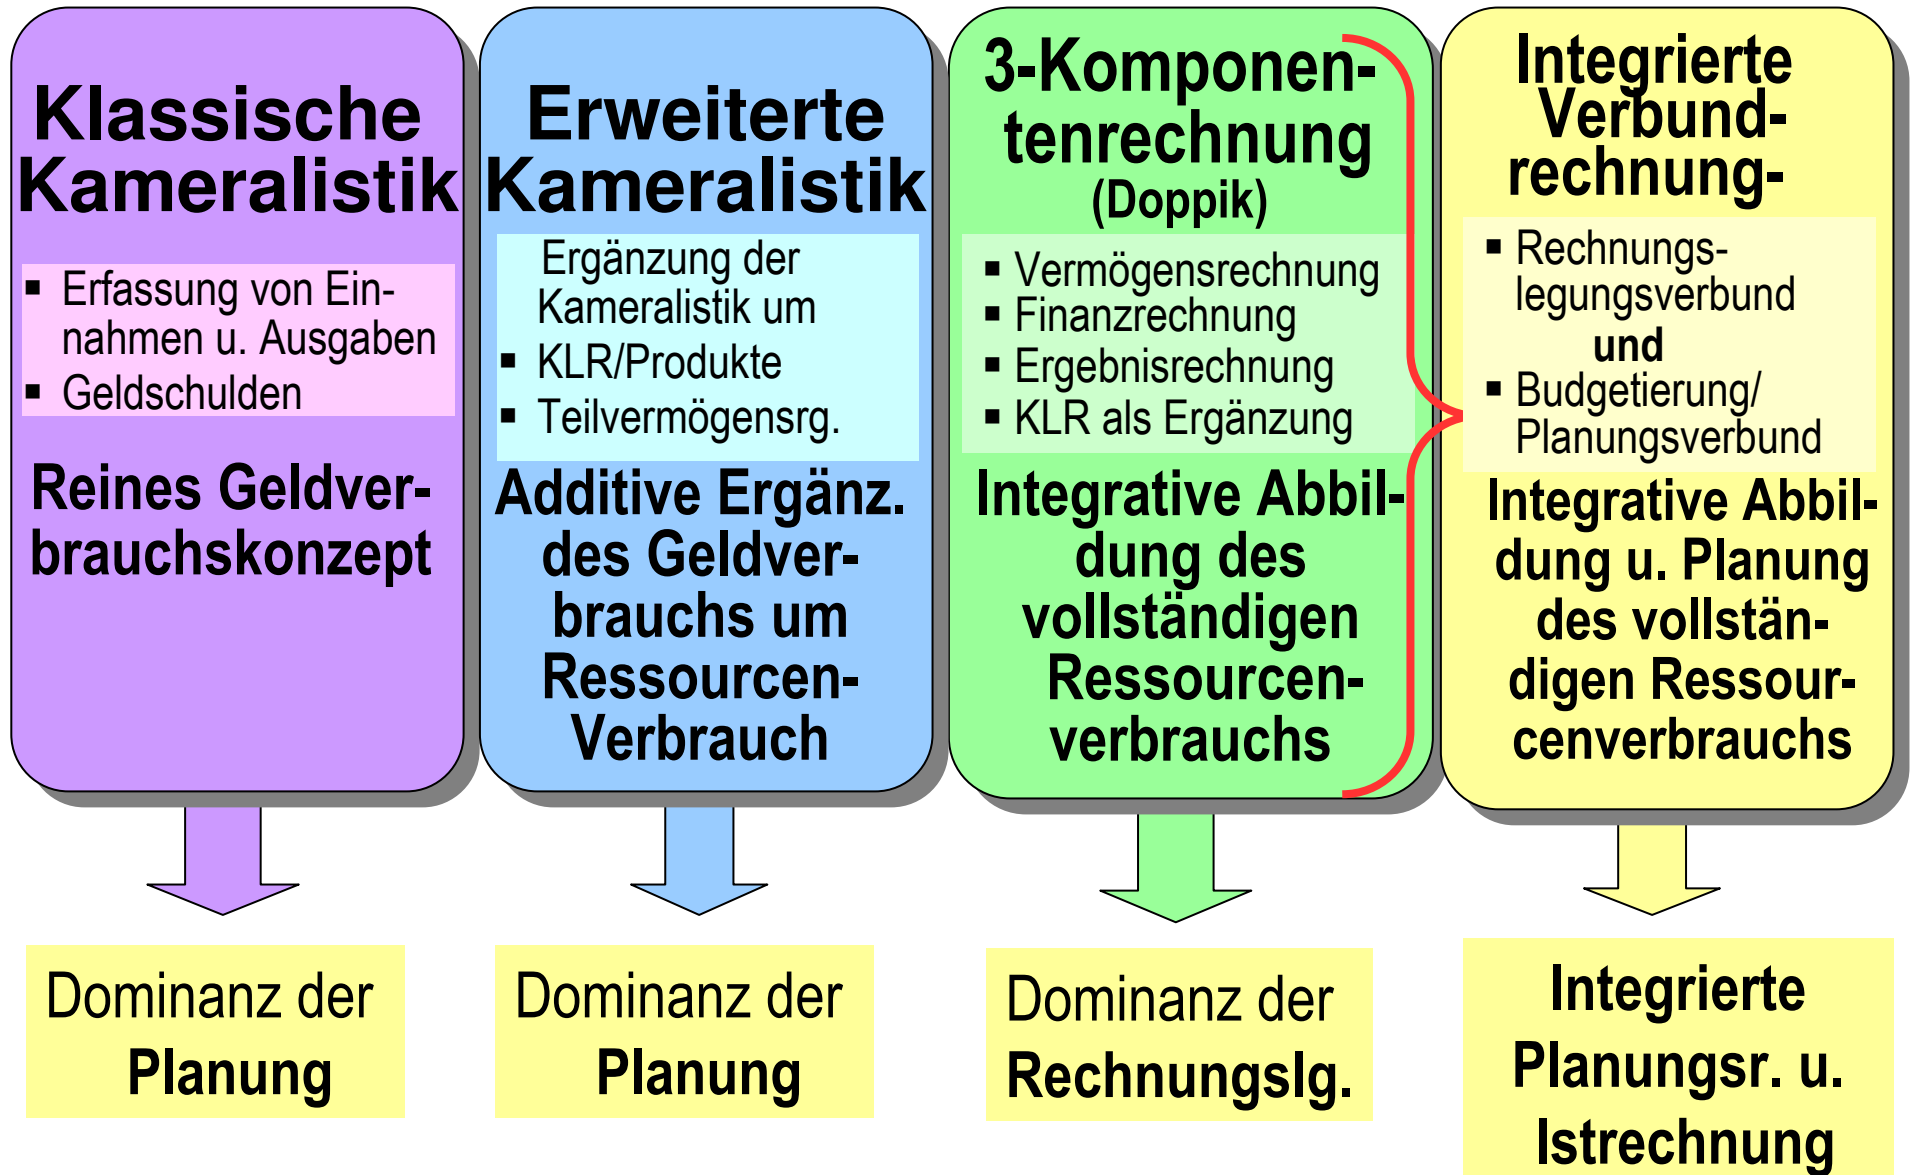 Klassische
Kameralistik
▪ Erfassung von Ein-
nahmen u. Ausgaben
▪ Geldschulden
Reines Geldver-
brauchskonzept
Dominanz der
Planung
Erweiterte
Kameralistik
Ergänzung der
Kameralistik um
▪ KLR/Produkte
▪ Teilvermögensrg.
Additive Ergänz.
des Geldver-
brauchs um
Ressourcen-
Verbrauch
Dominanz der
Planung
3-Komponen-
tenrechnung
(Doppik)
▪ Vermögensrechnung
▪ Finanzrechnung
▪ Ergebnisrechnung
▪ KLR als Ergänzung
Integrative Abbil-
dung des
vollständigen
Ressourcen-
verbrauchs
Dominanz der
Rechnungslg.
Integrierte
Verbund-
rechnung-
▪ Rechnungs-
legungsverbund
und
▪ Budgetierung/
Planungsverbund
Integrative Abbil-
dung u. Planung
des vollstän-
digen Ressour-
cenverbrauchs
Integrierte
Planungsr. u.
Istrechnung